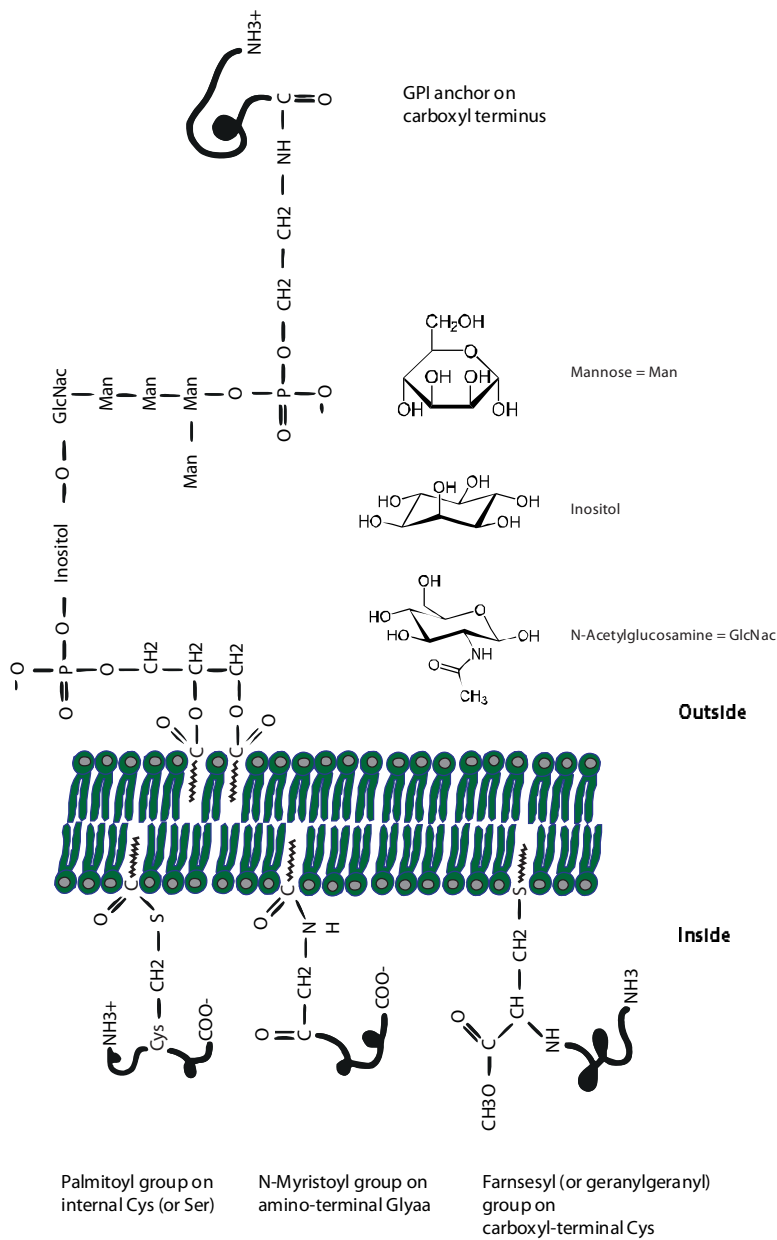 NH3+
C
O
GPI anchor on
carboxyl terminus
NH
CH2
CH2
O
CH2OH
O
OH
OH
OH
OH
Mannose = Man
GlcNac
Man
Man
Man
O
P
O
-
O
Man
O
OH
OH
HO
OH
HO
OH
Inositol
Inositol
OH
O
HO
HO
OH
NH
O
CH3
N-Acetylglucosamine = GlcNac
O
-O
P
O
CH2
CH2
CH2
O
O
O
O
O
C
C
Outside
C
C
S
O
S
O
N
H
CH2
Inside
CH2
CH2
NH3+
Cys
COO-
O
C
COO-
O
C
CH
NH
NH3
CH3O
Palmitoyl group on
internal Cys (or Ser)
N-Myristoyl group on
amino-terminal Glyaa
Farnsesyl (or geranylgeranyl)
group on
carboxyl-terminal Cys